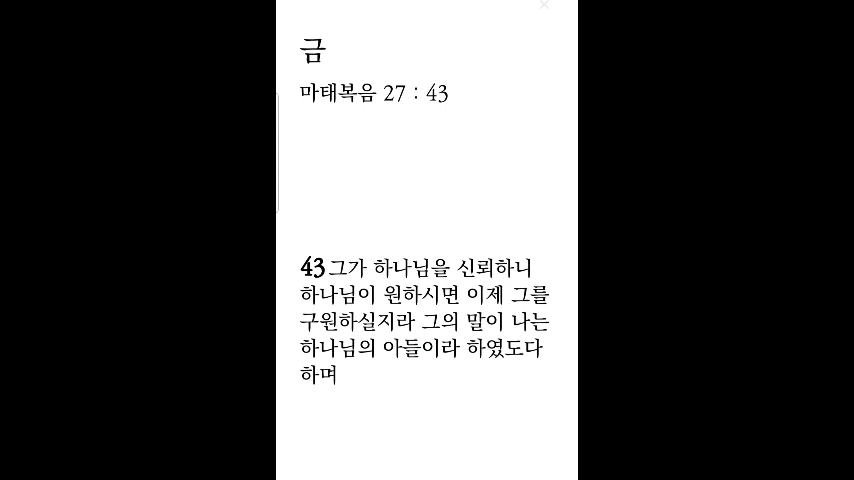 금
마태복음 27 : 43
43 그가 하나님을 신뢰하니
하나님이 원하시면 이제 그를
구원하실지라 그의 말이 나는
하나님의 아들이라 하였도다
하며